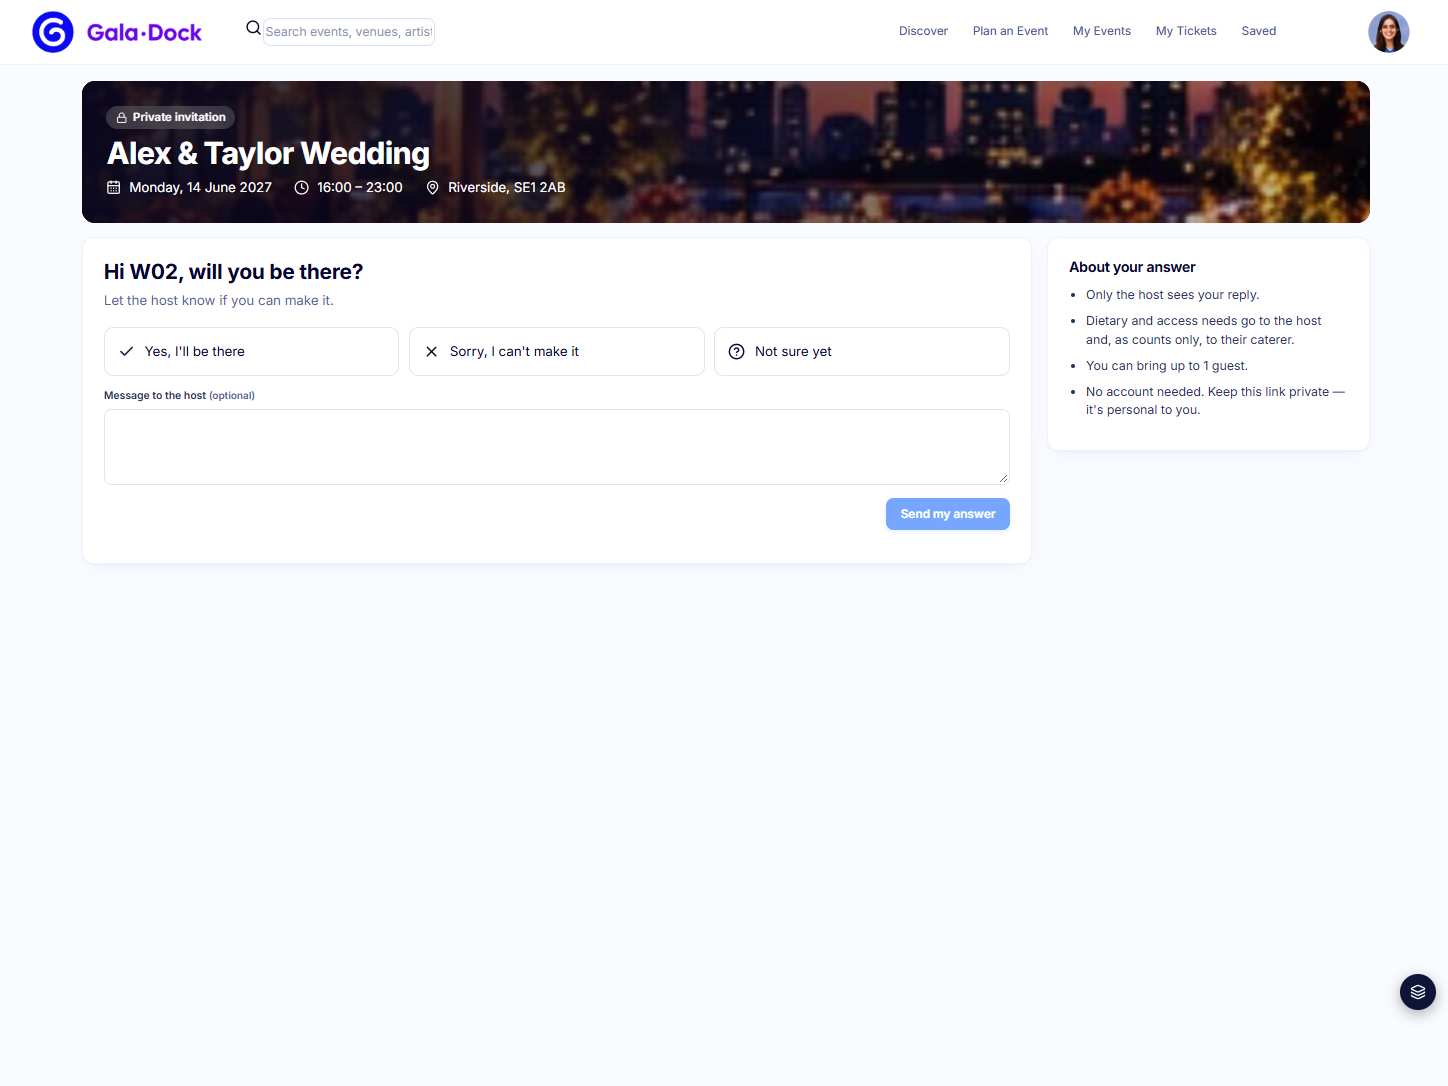 Gala·Dock
Search events, venues, artist
Discover
Plan an Event
My Events
My Tickets
Saved
Private invitation
Alex & Taylor Wedding
Monday, 14 June 2027
16:00 – 23:00
Riverside, SE1 2AB
Hi W02, will you be there?
Let the host know if you can make it.
Yes, I'll be there
Sorry, I can't make it
Not sure yet
Message to the host (optional)
Send my answer
About your answer
Only the host sees your reply.
Dietary and access needs go to the host
and, as counts only, to their caterer.
You can bring up to 1 guest.
No account needed. Keep this link private —
it's personal to you.